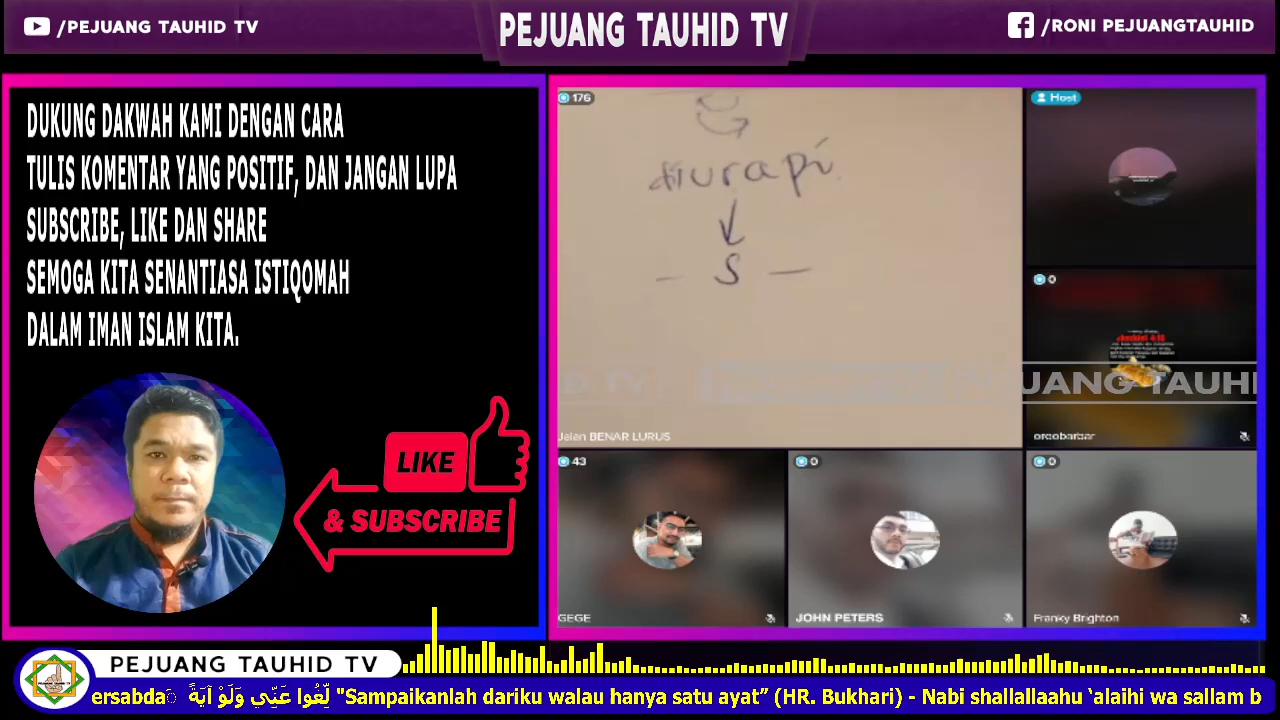 /PEJUANG TAUHID TV
PEJUANG TAUHID TV
/RONI PEJUANGTAUHID
DUKUNG DAKWAH KAMI DENGAN CARA
TULIS KOMENTAR YANG POSITIF, DAN JANGAN LUPA
SUBSCRIBE, LIKE DAN SHARE
SEMOGA KITA SENANTIASA ISTIQOMAH
DALAM IMAN ISLAM KITA.
LIKE
& SUBSCRIBE
176
diurapi
- S -
Jalan BENAR LURUS
Host
0
D TV
UANG TAUHI
oreobarbar
43
GEGE
0
JOHN PETERS
0
Franky Brighton
PEJUANG TAUHID TV
ersabda لِّغُوا عَنِّي وَلَوْ آيَةً "Sampaikanlah dariku walau hanya satu ayat” (HR. Bukhari) - Nabi shallallaahu ‘alaihi wa sallam b